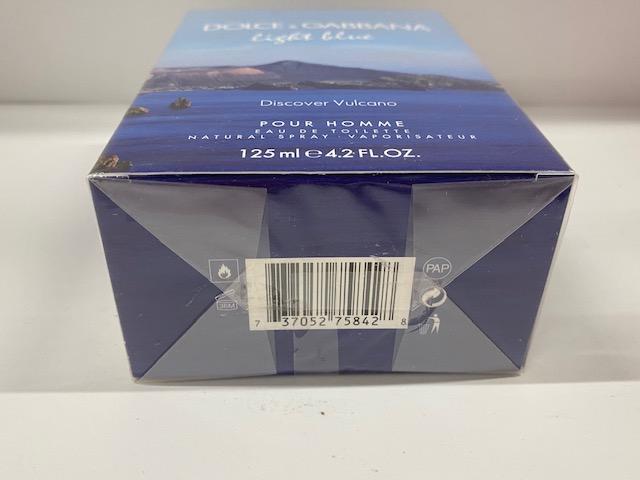 DOLCE & GABBANA
light blue
Discover Vulcano
POUR HOMME
EAU DE TOILETTE
NATURAL SPRAY · VAPORISATEUR
125 ml e 4.2 FL.OZ.
PAP
36M
7 37052 75842 8